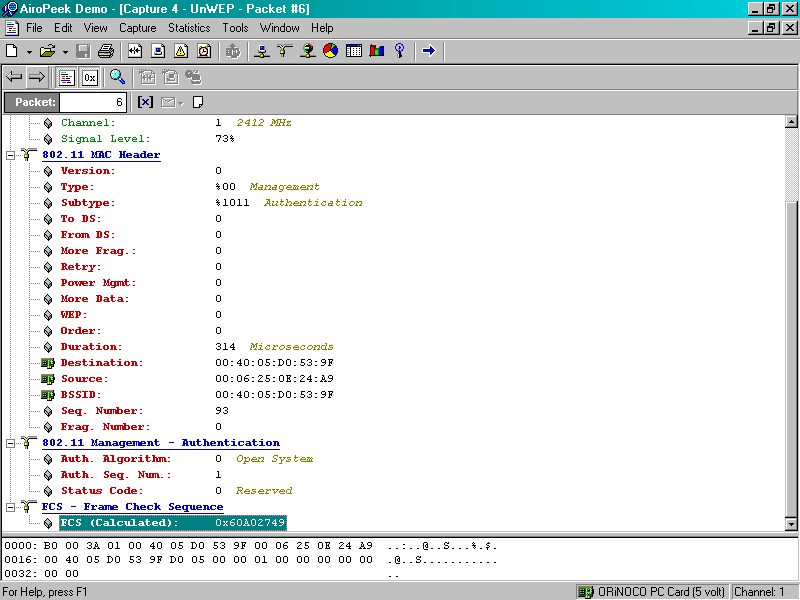 AiroPeek Demo - [Capture 4 - UnWEP - Packet #6]
File Edit View Capture Statistics Tools Window Help
0x
Packet: 6 [x]
Channel: 1 2412 MHz
Signal Level: 73%
802.11 MAC Header
Version: 0
Type: %00 Management
Subtype: %1011 Authentication
To DS: 0
From DS: 0
More Frag.: 0
Retry: 0
Power Mgmt: 0
More Data: 0
WEP: 0
Order: 0
Duration: 314 Microseconds
Destination: 00:40:05:D0:53:9F
Source: 00:06:25:0E:24:A9
BSSID: 00:40:05:D0:53:9F
Seq. Number: 93
Frag. Number: 0
802.11 Management - Authentication
Auth. Algorithm: 0 Open System
Auth. Seq. Num.: 1
Status Code: 0 Reserved
FCS - Frame Check Sequence
FCS (Calculated): 0x60A02749
0000: B0 00 3A 01 00 40 05 D0 53 9F 00 06 25 0E 24 A9 ..:..@..S...%.$.
0016: 00 40 05 D0 53 9F D0 05 00 00 01 00 00 00 00 00 .@..S...........
0032: 00 00 ..
For Help, press F1 ORiNOCO PC Card (5 volt) Channel: 1